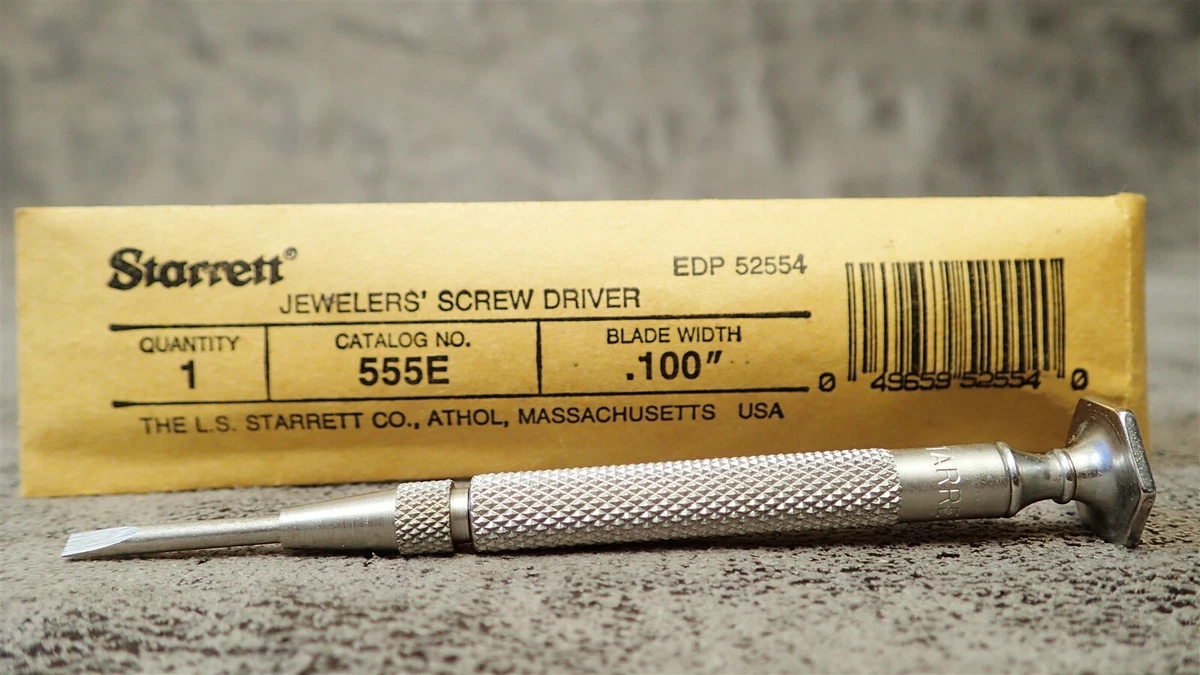 Starrett®
EDP 52554
JEWELERS' SCREW DRIVER
QUANTITY
1
CATALOG NO.
555E
BLADE WIDTH
.100"
THE L.S. STARRETT CO., ATHOL, MASSACHUSETTS USA
0 49659 52554 0
ARR